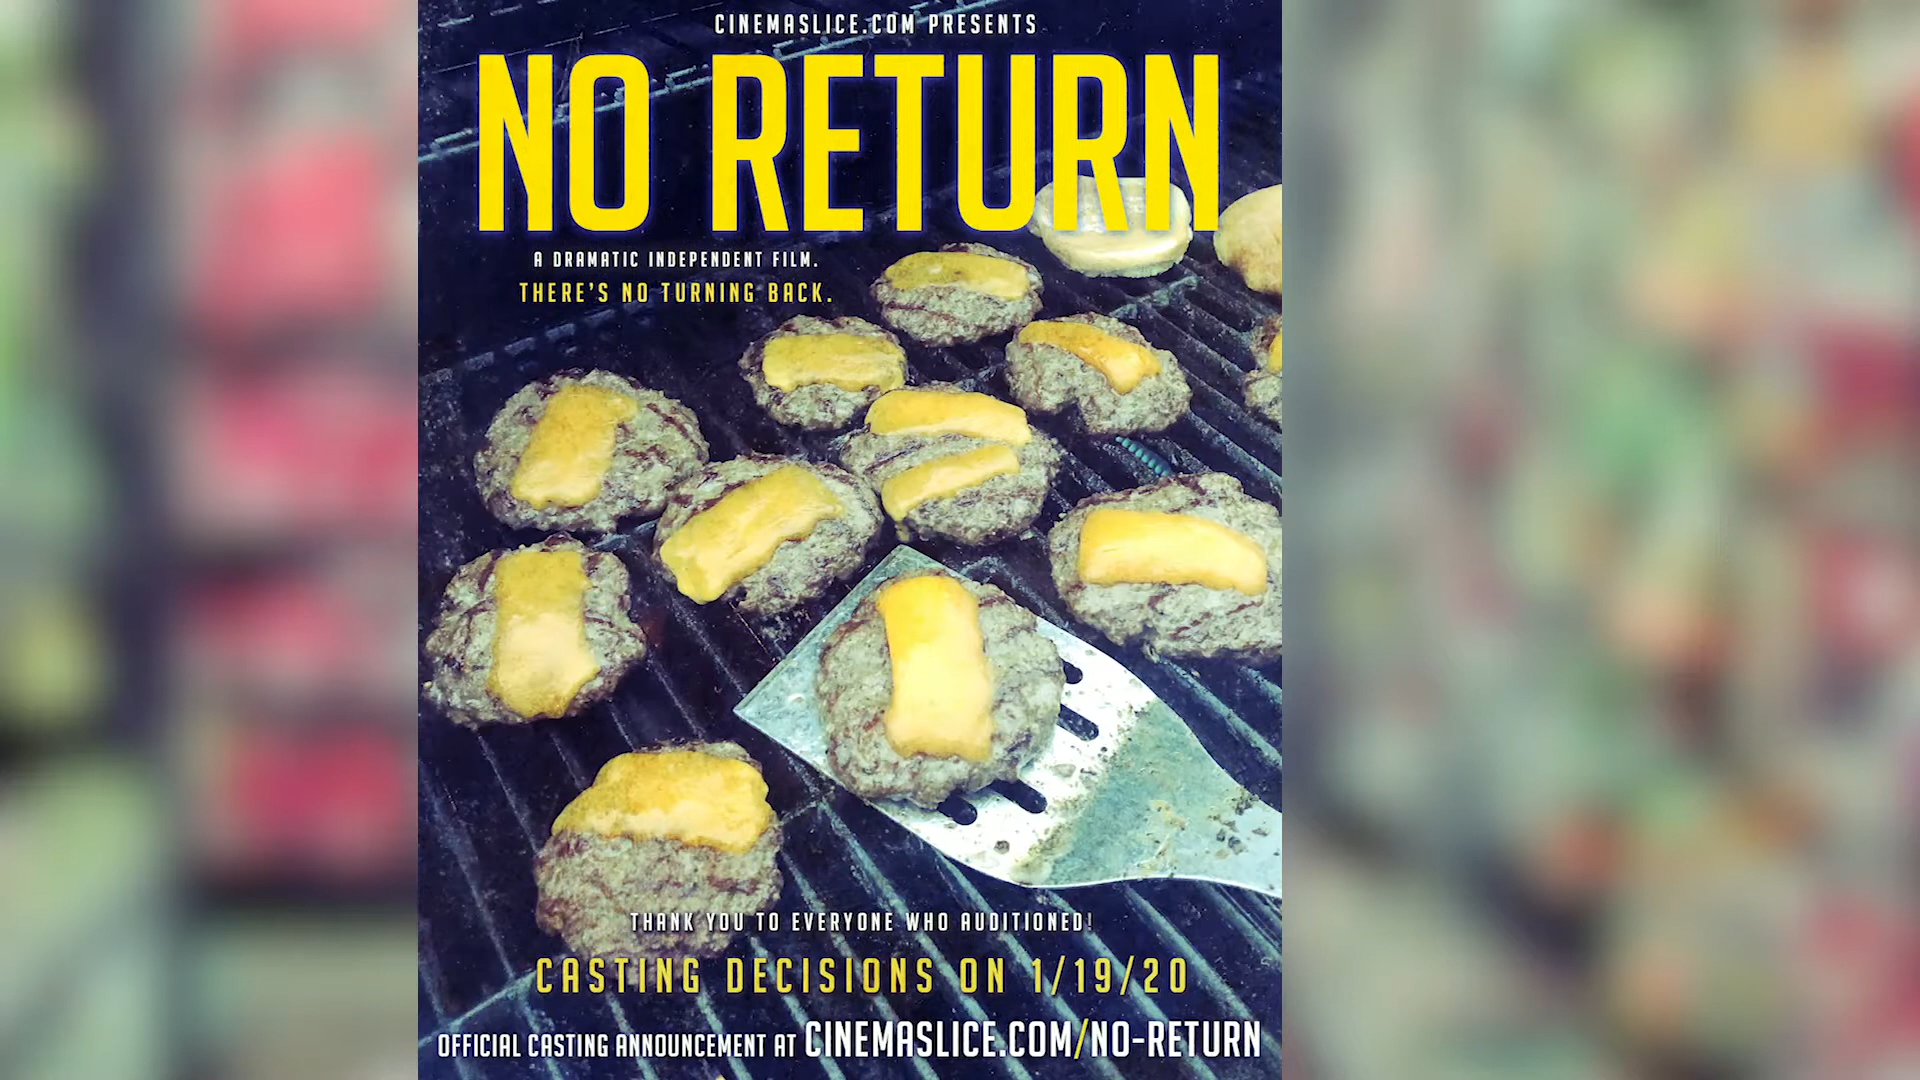 CINEMASLICE.COM PRESENTS
NO RETURN
A DRAMATIC INDEPENDENT FILM.
THERE'S NO TURNING BACK.
THANK YOU TO EVERYONE WHO AUDITIONED!
CASTING DECISIONS ON 1/19/20
OFFICIAL CASTING ANNOUNCEMENT AT CINEMASLICE.COM/NO-RETURN